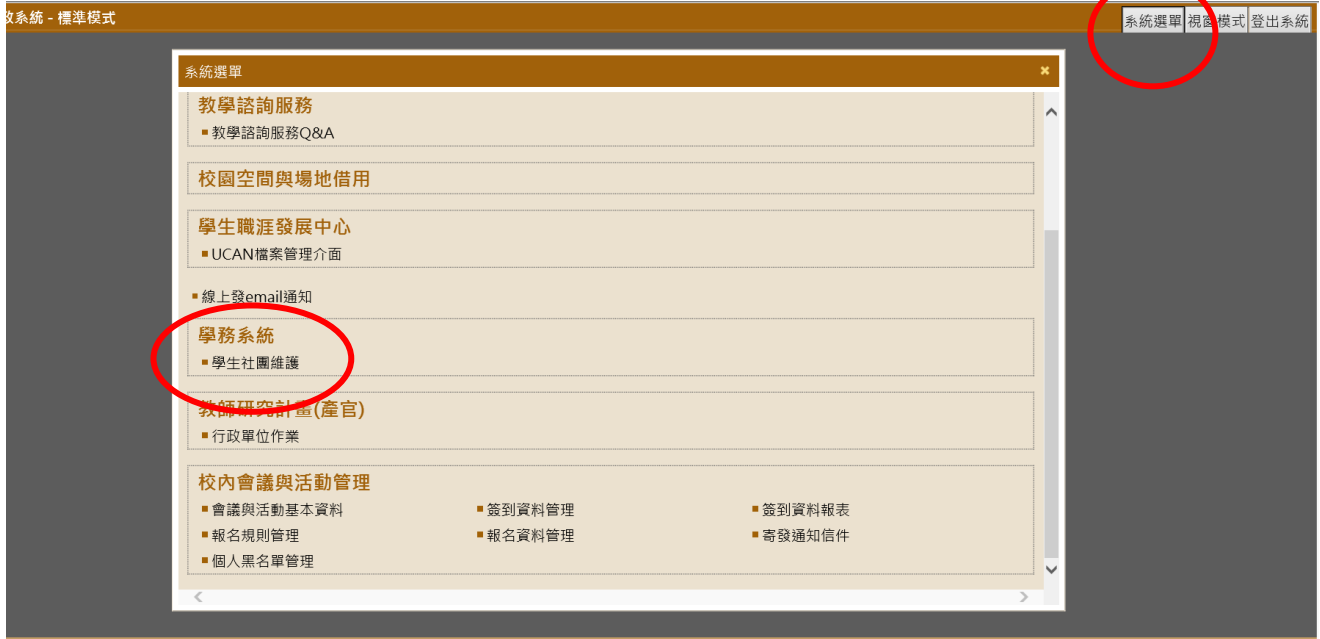 政系統 - 標準模式
系統選單 視窗模式 登出系統
系統選單
教學諮詢服務
教學諮詢服務Q&A
校園空間與場地借用
學生職涯發展中心
UCAN檔案管理介面
線上發email通知
學務系統
學生社團維護
教師研究計畫(產官)
行政單位作業
校內會議與活動管理
會議與活動基本資料 簽到資料管理 簽到資料報表
報名規則管理 報名資料管理 寄發通知信件
個人黑名單管理